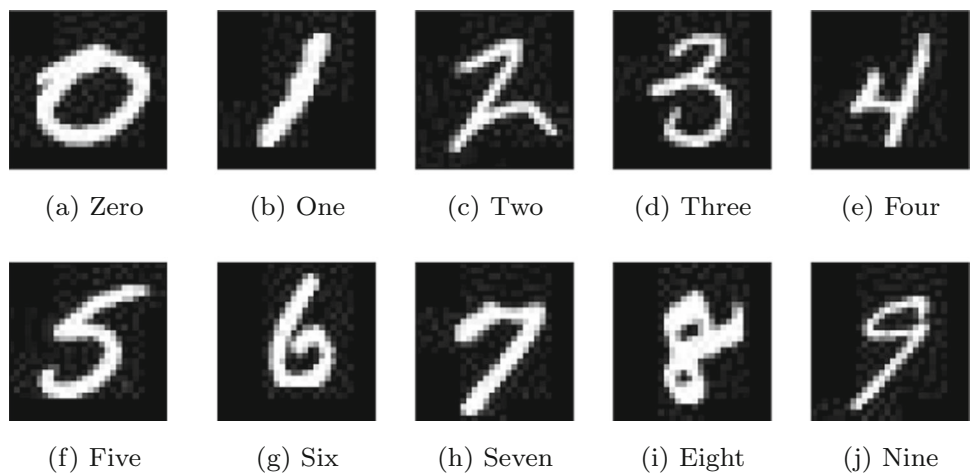 0 1 2 3 4
(a) Zero (b) One (c) Two (d) Three (e) Four
5 6 7 8 9
(f) Five (g) Six (h) Seven (i) Eight (j) Nine